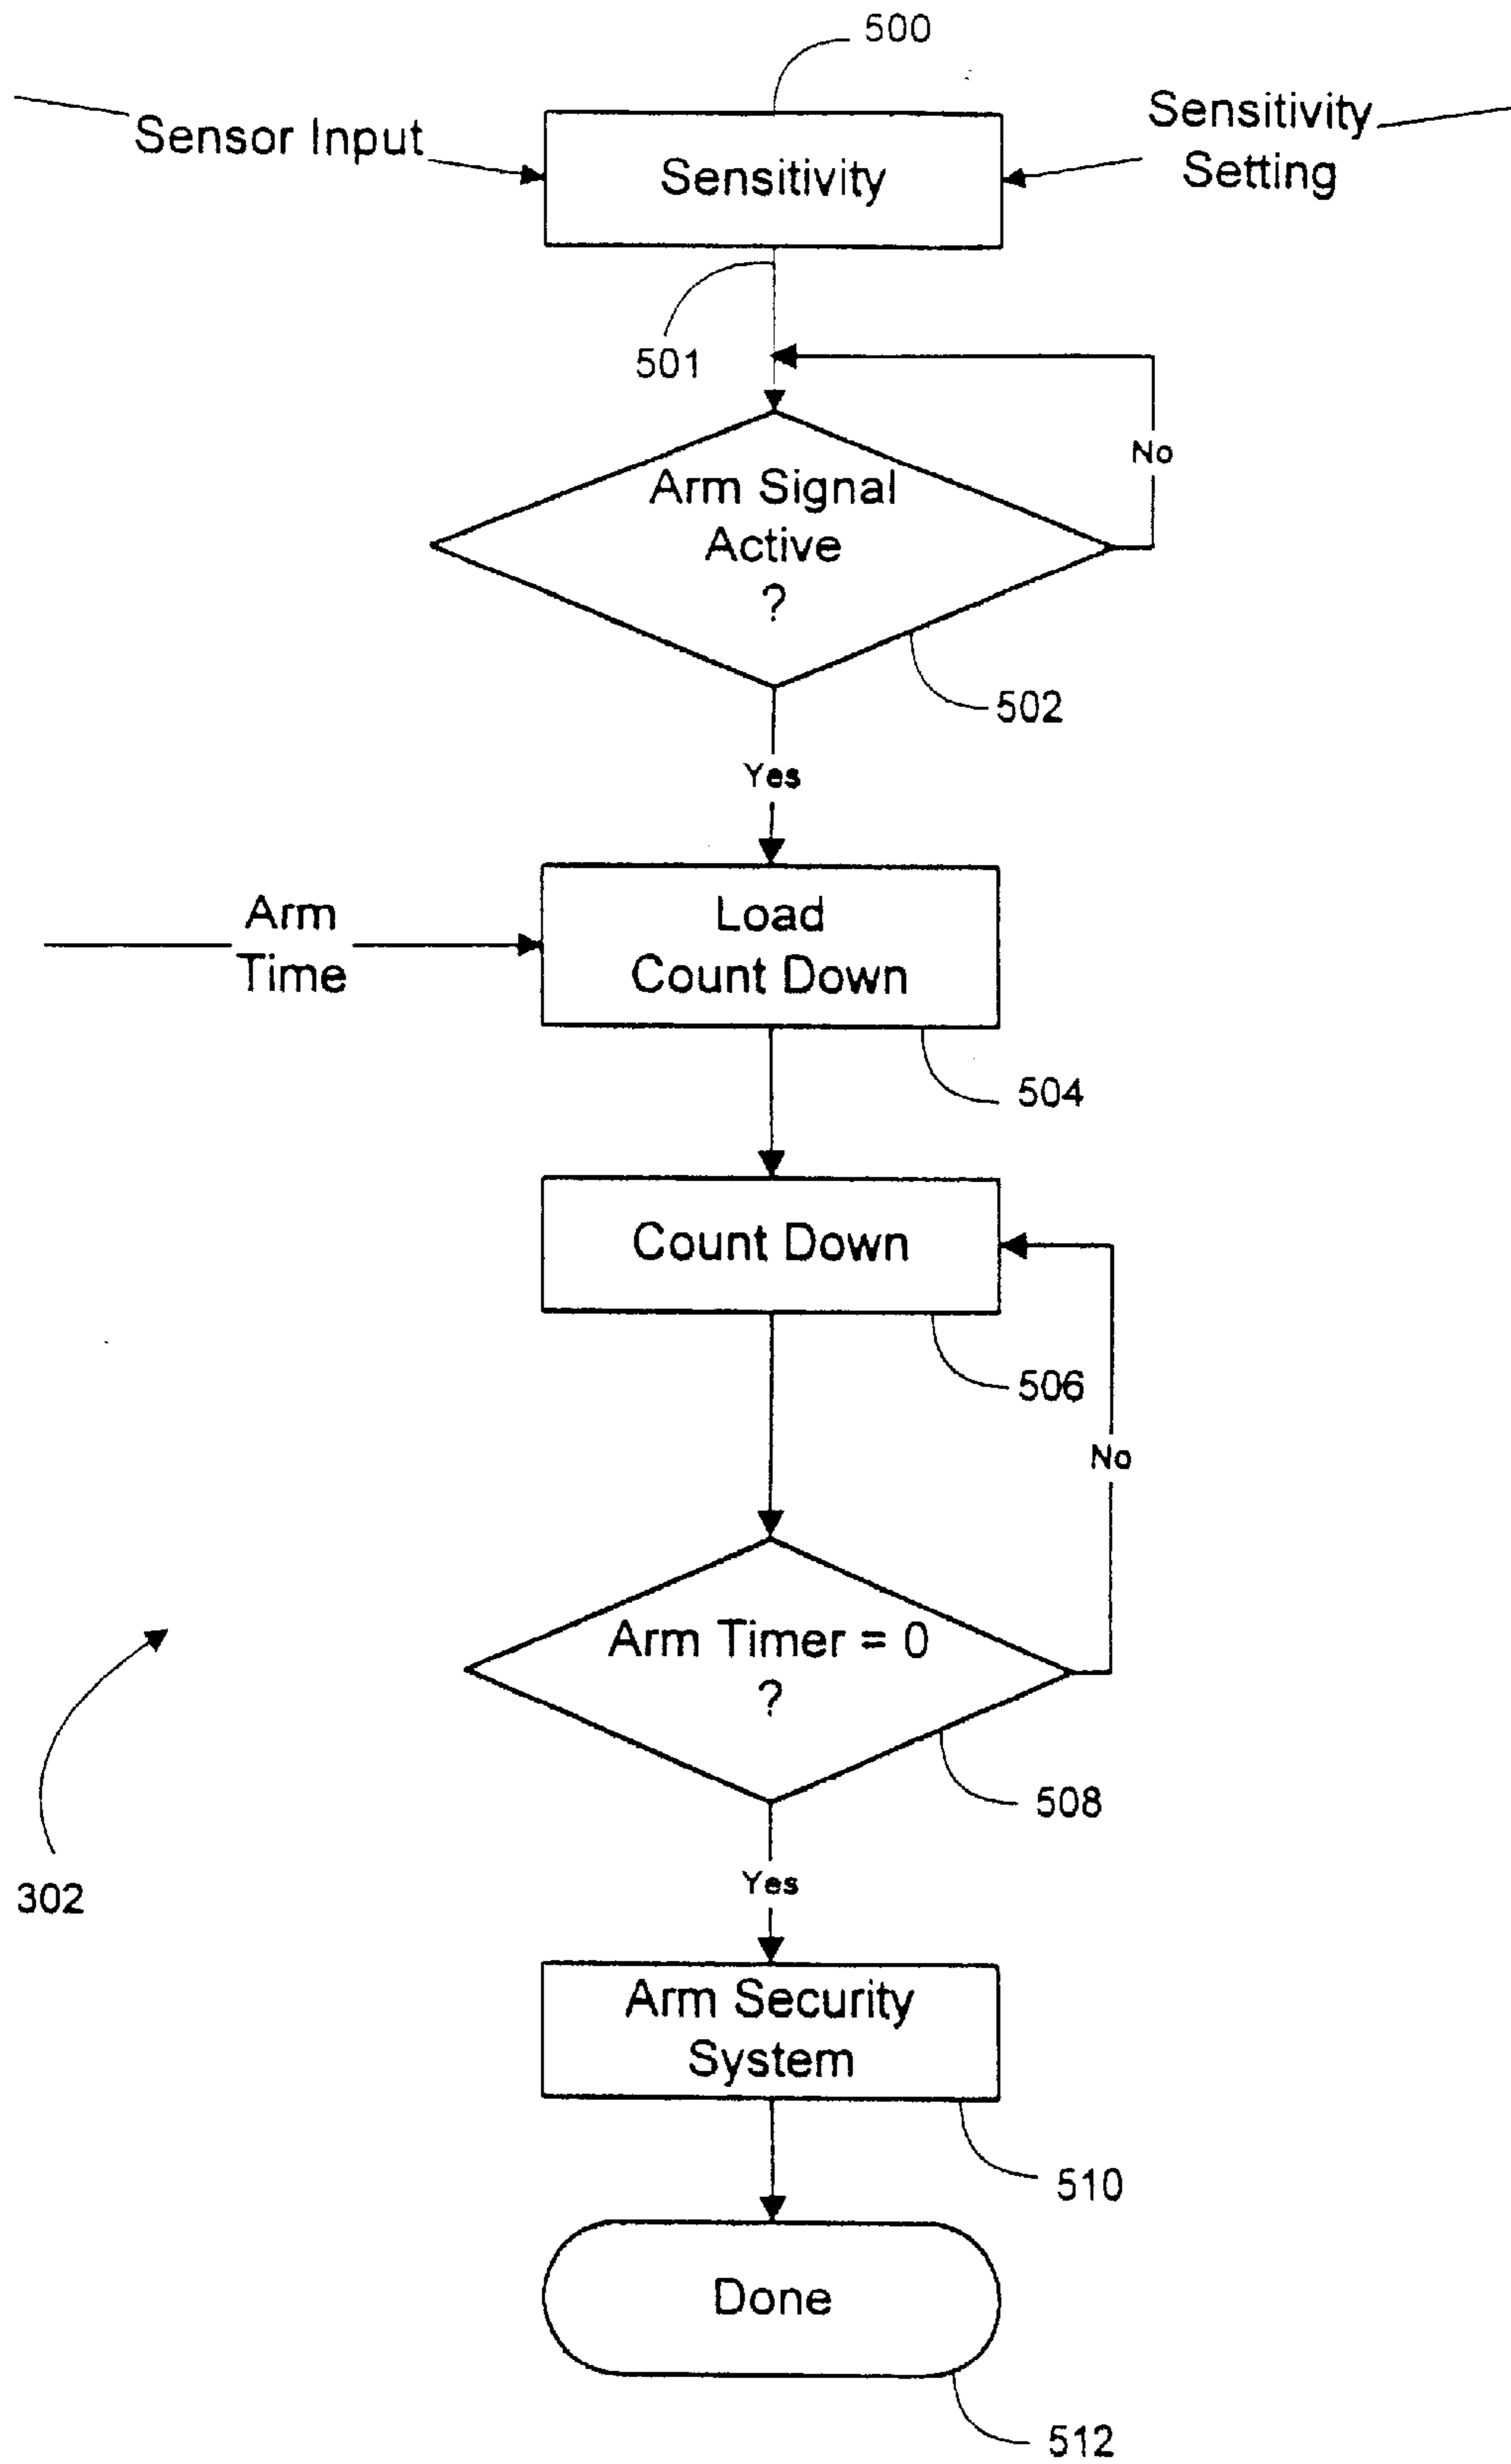 500
Sensor Input
Sensitivity
Sensitivity
Setting
501
No
Arm Signal
Active
?
502
Yes
Arm
Time
Load
Count Down
504
Count Down
506
No
Arm Timer = 0
?
508
Yes
302
Arm Security
System
510
Done
512